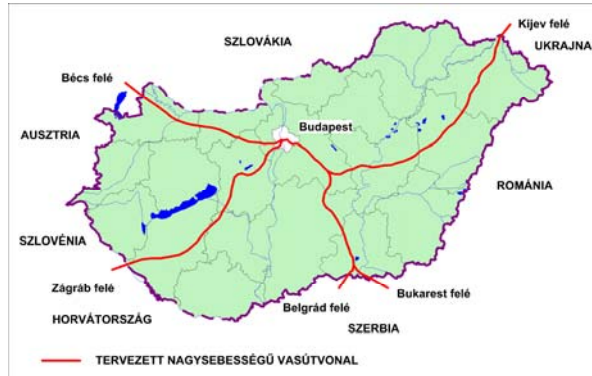 Kijev felé
SZLOVÁKIA
UKRAJNA
Bécs felé
AUSZTRIA
Budapest
ROMÁNIA
SZLOVÉNIA
Zágráb felé
Bukarest felé
Belgrád felé
HORVÁTORSZÁG
SZERBIA
TERVEZETT NAGYSEBESSÉGŰ VASÚTVONAL